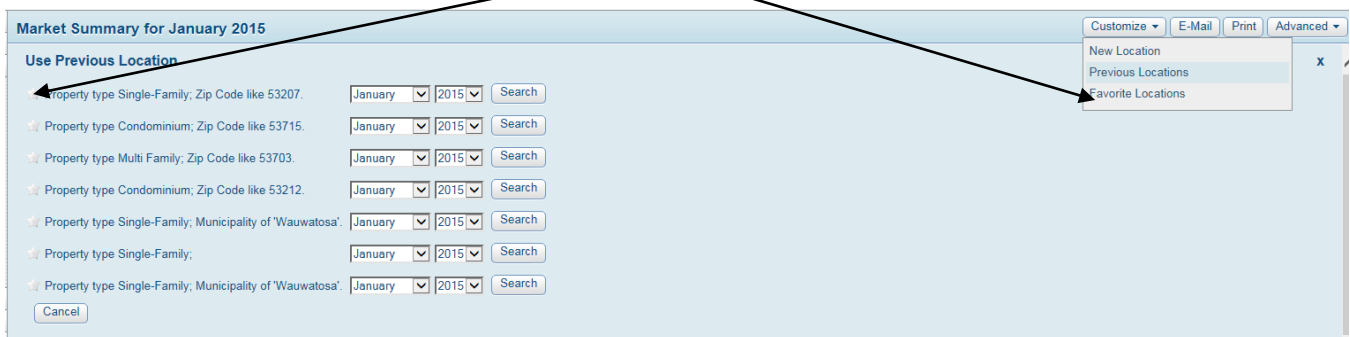 Market Summary for January 2015 Customize E-Mail Print Advanced
New Location
Use Previous Location x
Previous Locations
Property type Single-Family; Zip Code like 53207. January 2015 Search
Favorite Locations
Property type Condominium; Zip Code like 53715. January 2015 Search
Property type Multi Family; Zip Code like 53703. January 2015 Search
Property type Condominium; Zip Code like 53212. January 2015 Search
Property type Single-Family; Municipality of 'Wauwatosa'. January 2015 Search
Property type Single-Family; January 2015 Search
Property type Single-Family; Municipality of 'Wauwatosa'. January 2015 Search
Cancel